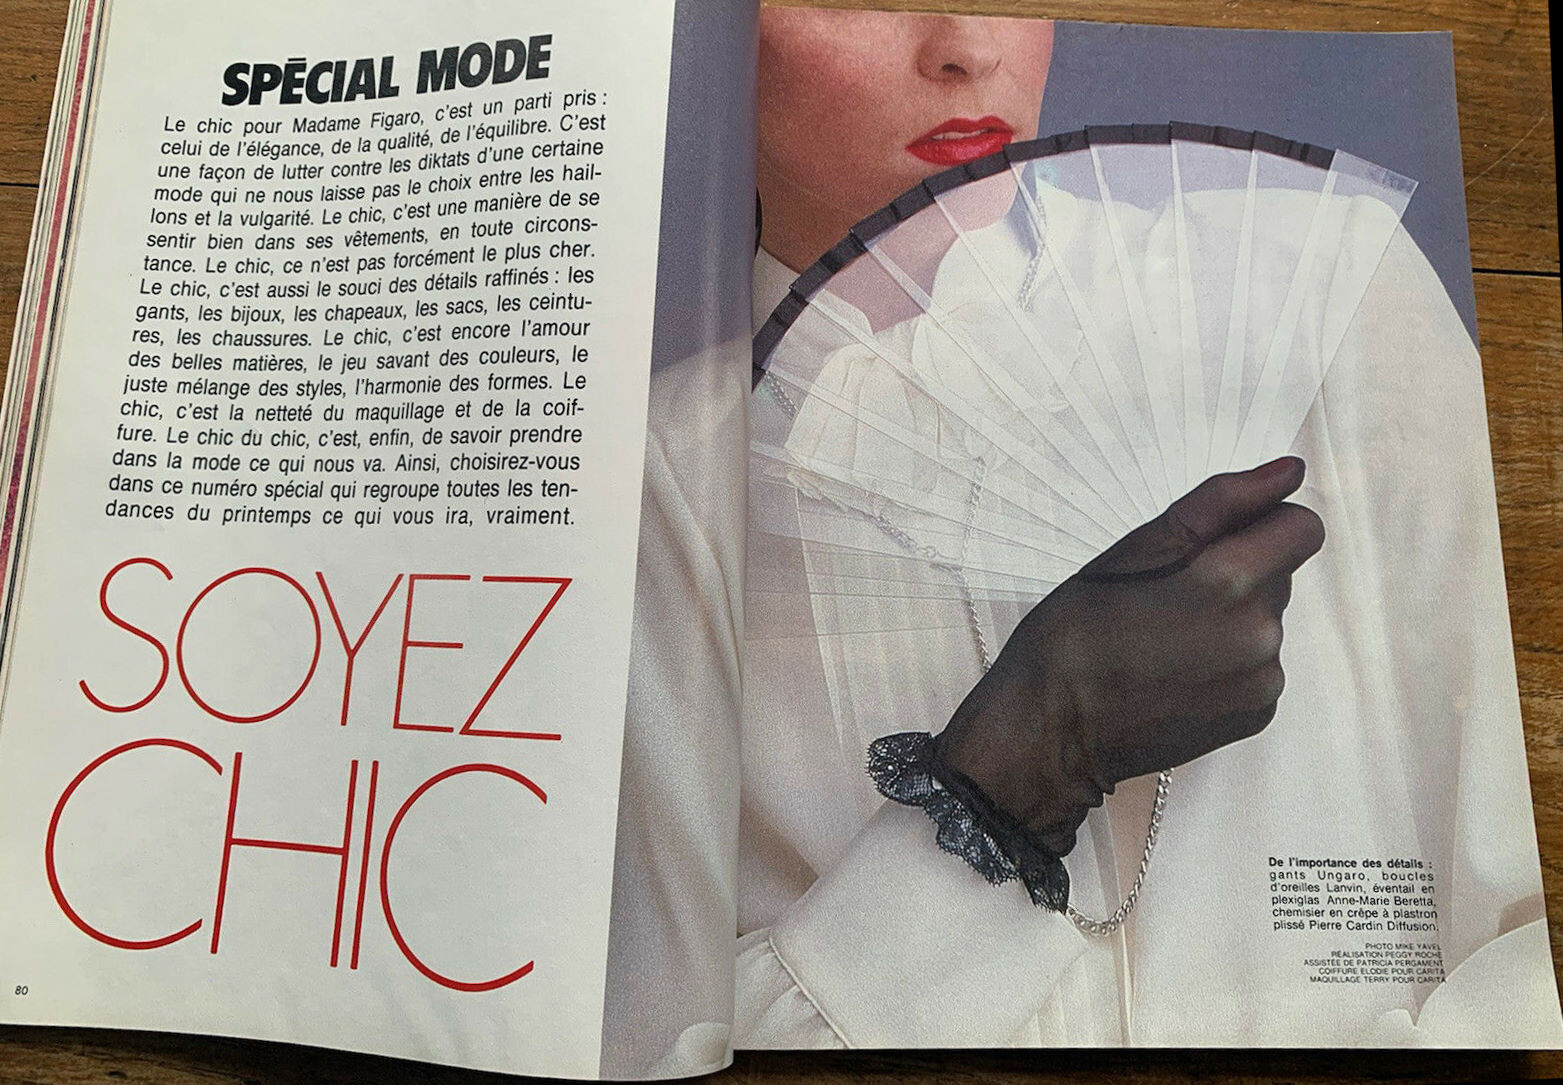 SPÉCIAL MODE
Le chic pour Madame Figaro, c'est un parti pris :
celui de l'élégance, de la qualité, de l'équilibre. C'est
une façon de lutter contre les diktats d'une certaine
mode qui ne nous laisse pas le choix entre les hail-
lons et la vulgarité. Le chic, c'est une manière de se
sentir bien dans ses vêtements, en toute circons-
tance. Le chic, ce n'est pas forcément le plus cher.
Le chic, c'est aussi le souci des détails raffinés : les
gants, les bijoux, les chapeaux, les sacs, les ceintu-
res, les chaussures. Le chic, c'est encore l'amour
des belles matières, le jeu savant des couleurs, le
juste mélange des styles, l'harmonie des formes. Le
chic, c'est la netteté du maquillage et de la coif-
fure. Le chic du chic, c'est, enfin, de savoir prendre
dans la mode ce qui nous va. Ainsi, choisirez-vous
dans ce numéro spécial qui regroupe toutes les ten-
dances du printemps ce qui vous ira, vraiment.
SOYEZ
CHIC
80
De l'importance des détails :
gants Ungaro, boucles
d'oreilles Lanvin, éventail en
plexiglas Anne-Marie Beretta,
chemisier en crêpe à plastron
plissé Pierre Cardin Diffusion.
PHOTO MIKE YAVEL
RÉALISATION PEGGY ROCHE
ASSISTÉE DE PATRICIA PERGAMENT
COIFFURE ELODIE POUR CARITA
MAQUILLAGE TERRY POUR CARITA